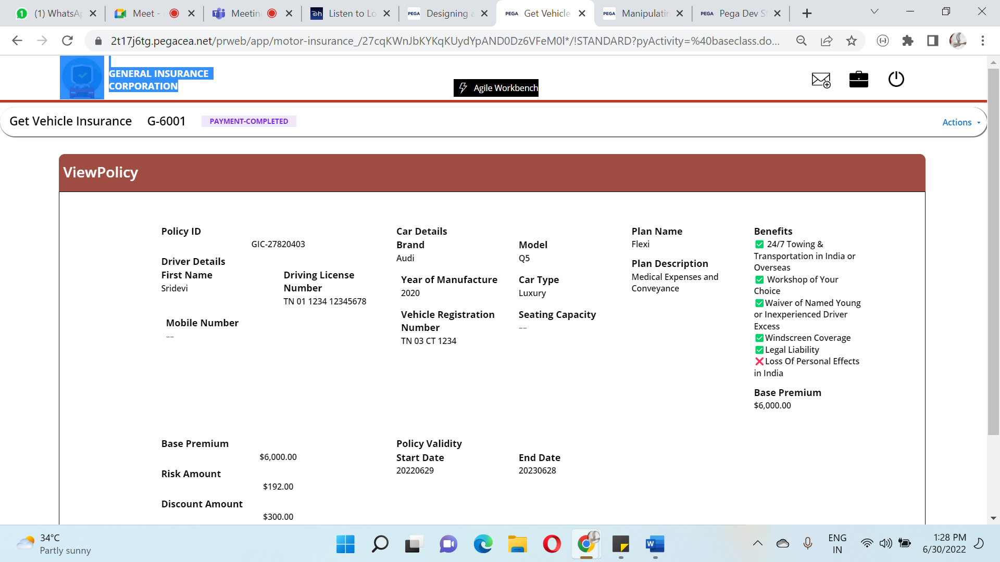 (1) WhatsAp
Meet -
Meeting
Listen to Lo
PEGA Designing a
PEGA Get Vehicle
PEGA Manipulatin
PEGA Pega Dev St
2t17j6tg.pegacea.net/prweb/app/motor-insurance_/27cqKWnJbKYKqKUydYpAND0Dz6VFeM0l*/!STANDARD?pyActivity=%40baseclass.do...
GENERAL INSURANCE
CORPORATION
Agile Workbench
Get Vehicle Insurance G-6001 PAYMENT-COMPLETED
Actions
ViewPolicy
Policy ID
GIC-27820403
Driver Details
First Name
Sridevi
Driving License
Number
TN 01 1234 12345678
Mobile Number
––
Car Details
Brand
Audi
Model
Q5
Year of Manufacture
2020
Car Type
Luxury
Vehicle Registration
Number
TN 03 CT 1234
Seating Capacity
––
Plan Name
Flexi
Plan Description
Medical Expenses and
Conveyance
Benefits
✅ 24/7 Towing &
Transportation in India or
Overseas
✅ Workshop of Your
Choice
✅Waiver of Named Young
or Inexperienced Driver
Excess
✅Windscreen Coverage
✅Legal Liability
❌Loss Of Personal Effects
in India
Base Premium
$6,000.00
Base Premium
$6,000.00
Risk Amount
$192.00
Discount Amount
$300.00
Policy Validity
Start Date
20220629
End Date
20230628
34°C
Partly sunny
ENG
IN
1:28 PM
6/30/2022